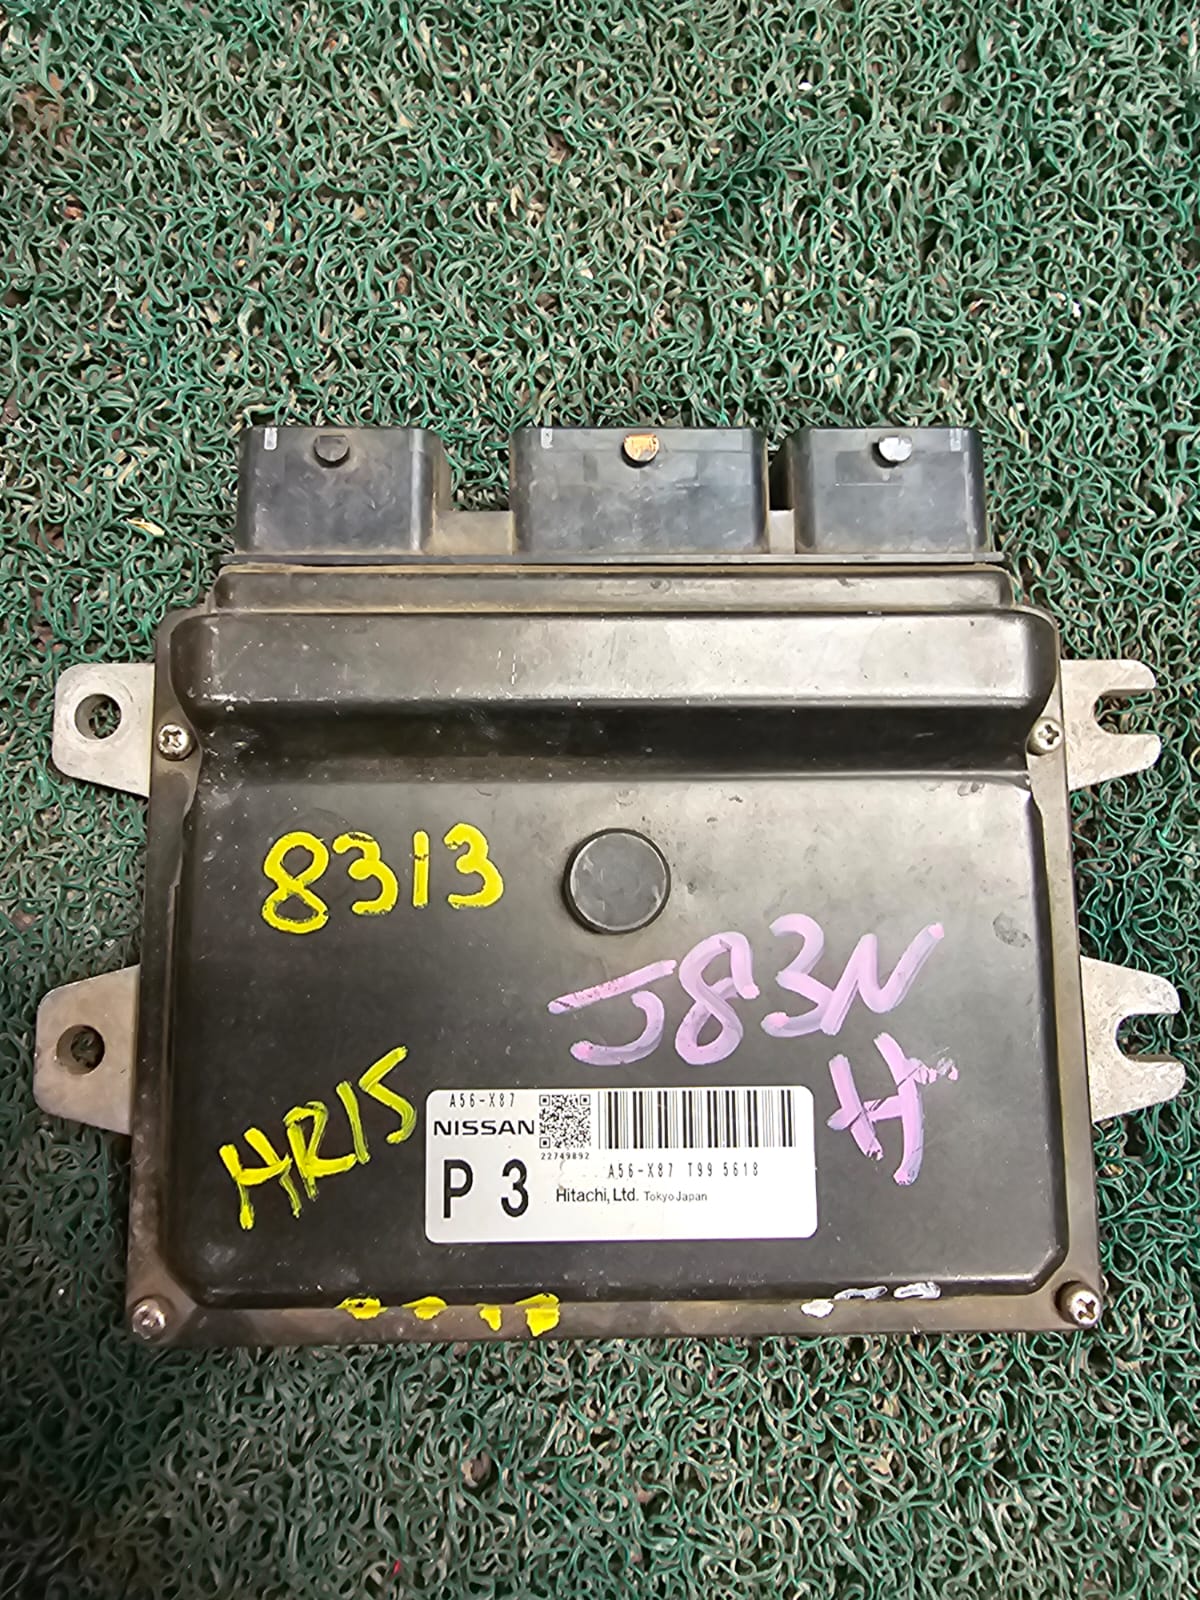 8313
J83N
H
HR15
A56-X87
NISSAN
22749892
A56-X87 T99 5618
P 3
Hitachi, Ltd. Tokyo Japan